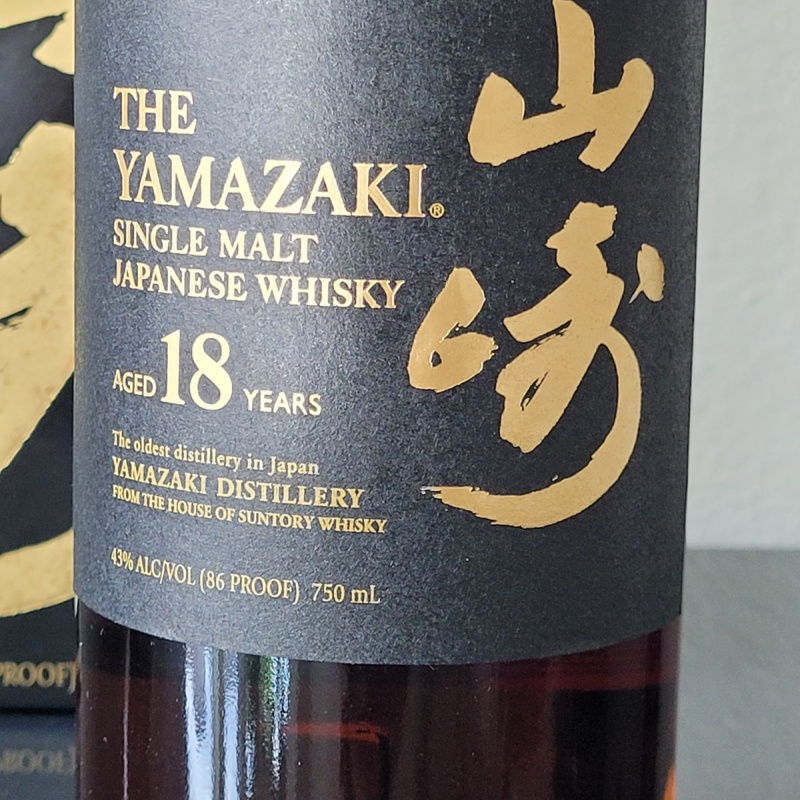 THE
YAMAZAKI®
SINGLE MALT
JAPANESE WHISKY
AGED 18 YEARS
The oldest distillery in Japan
YAMAZAKI DISTILLERY
FROM THE HOUSE OF SUNTORY WHISKY
43% ALC/VOL (86 PROOF) 750 mL
山崎
PROOF)